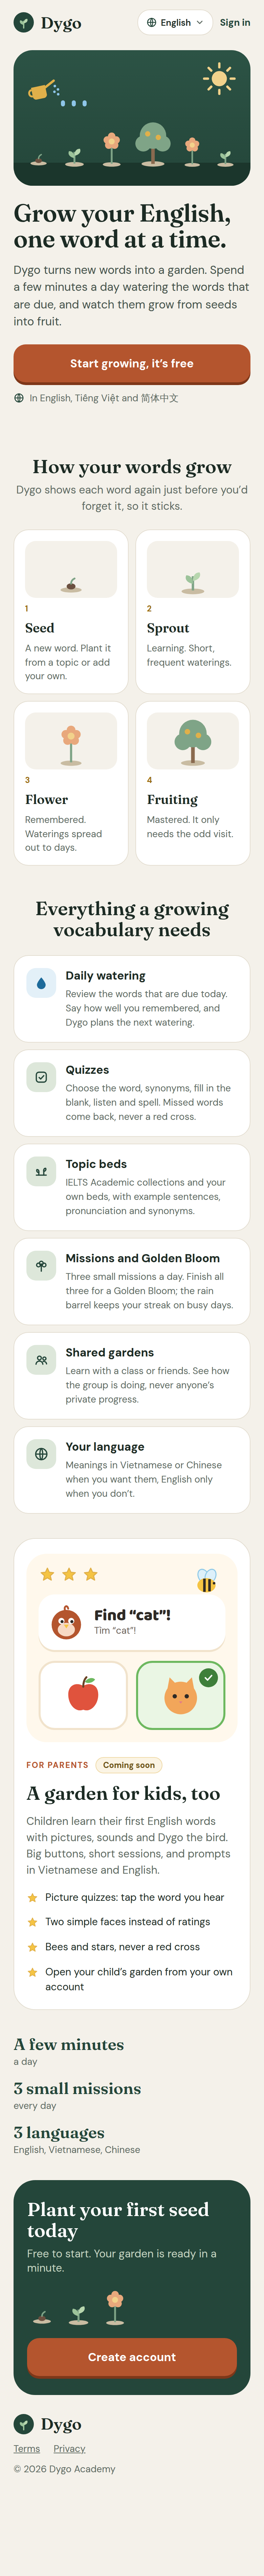 Dygo
English
Sign in
Grow your English,
one word at a time.
Dygo turns new words into a garden. Spend
a few minutes a day watering the words that
are due, and watch them grow from seeds
into fruit.
Start growing, it's free
In English, Tiếng Việt and 简体中文
How your words grow
Dygo shows each word again just before you'd
forget it, so it sticks.
1
Seed
A new word. Plant it
from a topic or add
your own.
2
Sprout
Learning. Short,
frequent waterings.
3
Flower
Remembered.
Waterings spread
out to days.
4
Fruiting
Mastered. It only
needs the odd visit.
Everything a growing
vocabulary needs
Daily watering
Review the words that are due today.
Say how well you remembered, and
Dygo plans the next watering.
Quizzes
Choose the word, synonyms, fill in the
blank, listen and spell. Missed words
come back, never a red cross.
Topic beds
IELTS Academic collections and your
own beds, with example sentences,
pronunciation and synonyms.
Missions and Golden Bloom
Three small missions a day. Finish all
three for a Golden Bloom; the rain
barrel keeps your streak on busy days.
Shared gardens
Learn with a class or friends. See how
the group is doing, never anyone's
private progress.
Your language
Meanings in Vietnamese or Chinese
when you want them, English only
when you don't.
Find "cat"!
Tìm "cat"!
FOR PARENTS
Coming soon
A garden for kids, too
Children learn their first English words
with pictures, sounds and Dygo the bird.
Big buttons, short sessions, and prompts
in Vietnamese and English.
Picture quizzes: tap the word you hear
Two simple faces instead of ratings
Bees and stars, never a red cross
Open your child's garden from your own
account
A few minutes
a day
3 small missions
every day
3 languages
English, Vietnamese, Chinese
Plant your first seed
today
Free to start. Your garden is ready in a
minute.
Create account
Dygo
Terms
Privacy
© 2026 Dygo Academy